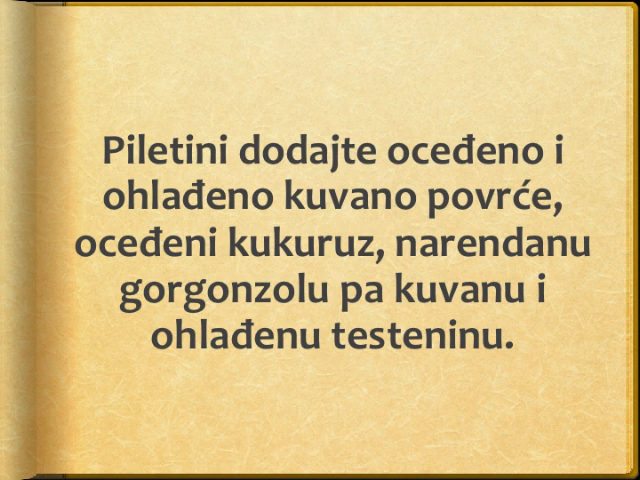 Piletini dodajte oceđeno i
ohlađeno kuvano povrće,
oceđeni kukuruz, narendanu
gorgonzolu pa kuvanu i
ohlađenu testeninu.